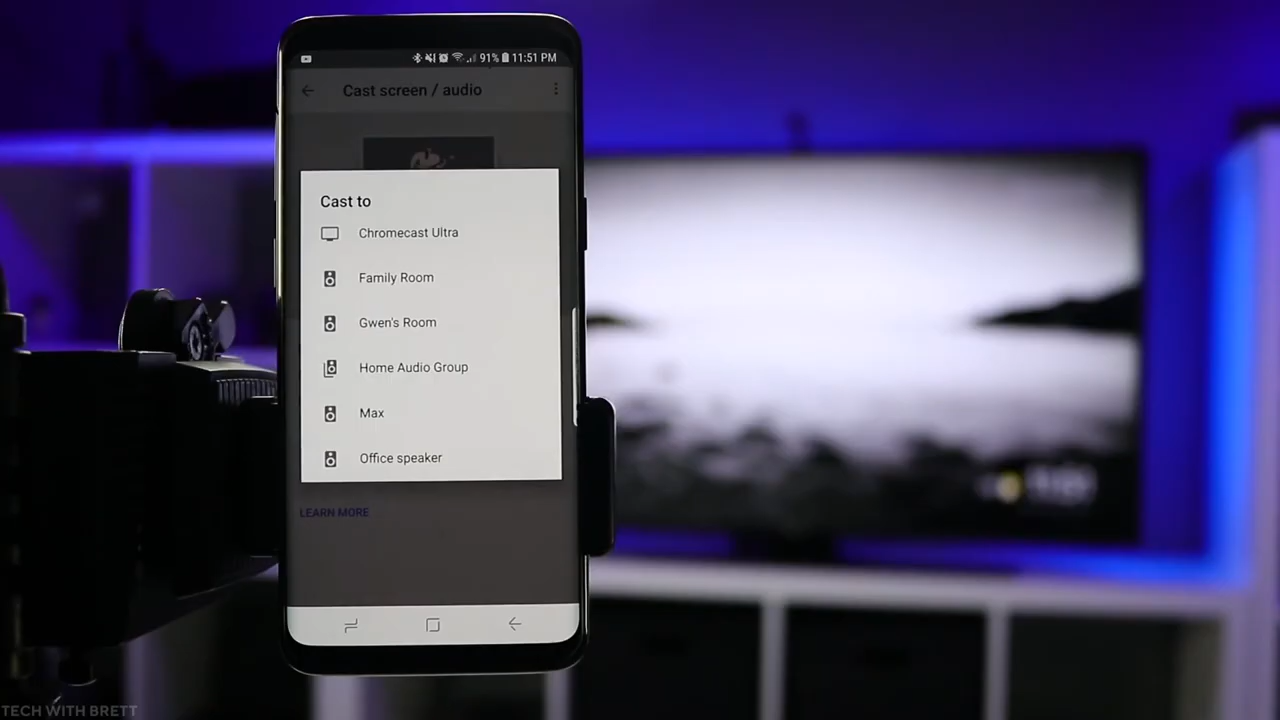 91% 11:51 PM
Cast screen / audio
Cast to
Chromecast Ultra
Family Room
Gwen's Room
Home Audio Group
Max
Office speaker
LEARN MORE
TECH WITH BRETT